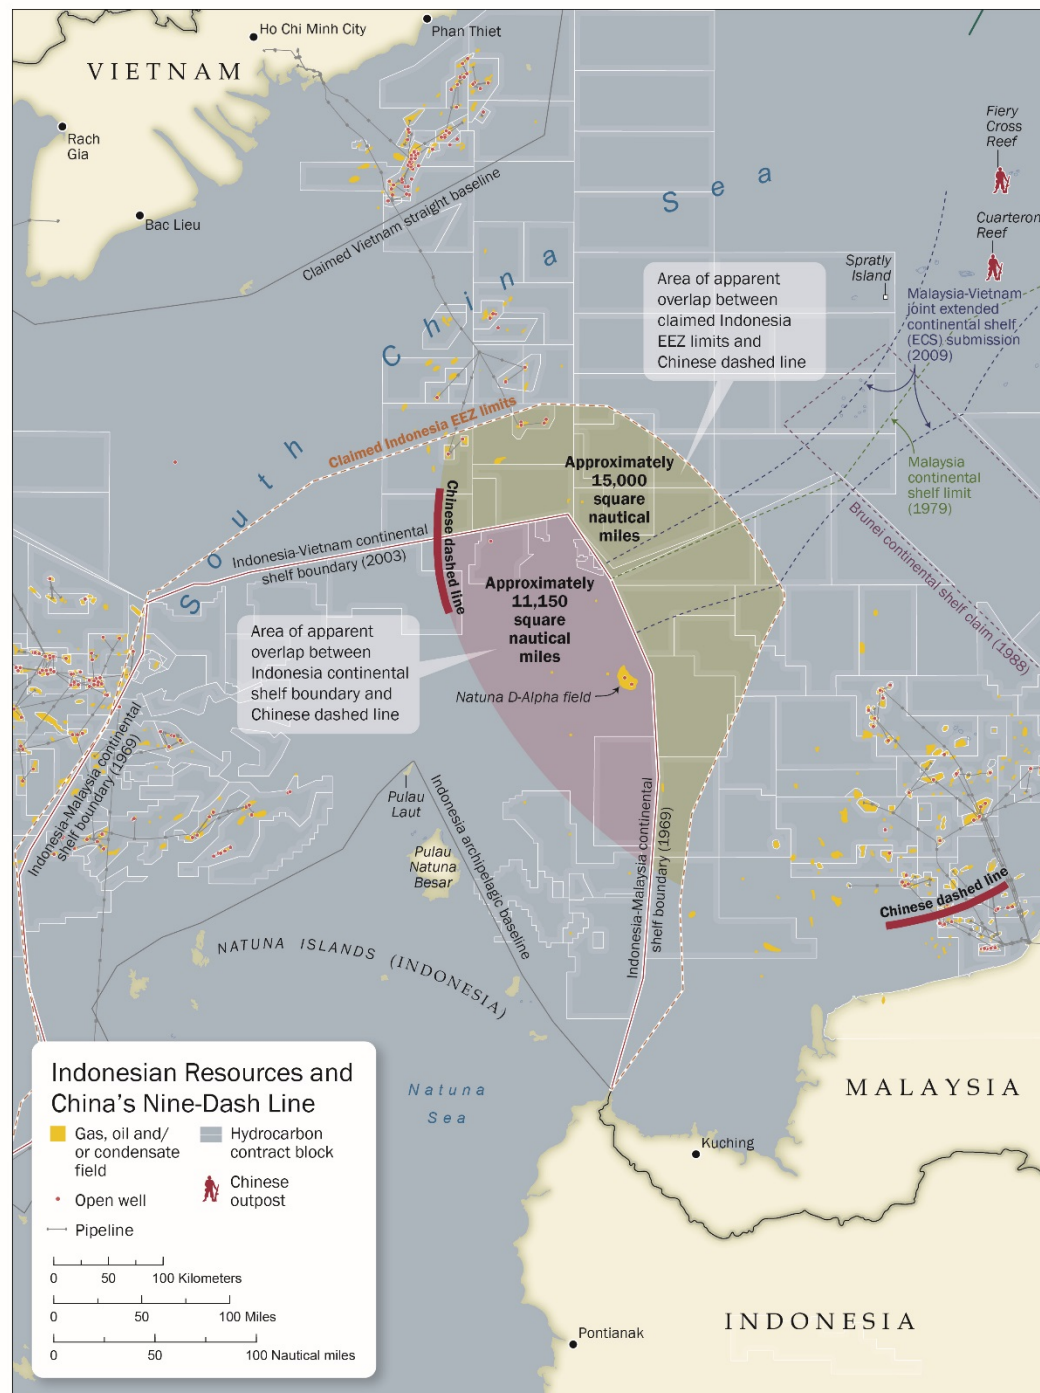 Ho Chi Minh City
Phan Thiet
VIETNAM
Rach
Gia
Bac Lieu
Claimed Vietnam straight baseline
South China Sea
Fiery
Cross
Reef
Cuarteron
Reef
Spratly
Island
Malaysia-Vietnam
joint extended
continental shelf
(ECS) submission
(2009)
Area of apparent
overlap between
claimed Indonesia
EEZ limits and
Chinese dashed line
Claimed Indonesia EEZ limits
Approximately
15,000
square
nautical
miles
Malaysia
continental
shelf limit
(1979)
Brunei continental shelf claim (1988)
Chinese dashed line
Indonesia-Vietnam continental
shelf boundary (2003)
Approximately
11,150
square
nautical
miles
Area of apparent
overlap between
Indonesia continental
shelf boundary and
Chinese dashed line
Natuna D-Alpha field
Indonesia-Malaysia continental
shelf boundary (1969)
Pulau
Laut
Pulau
Natuna
Besar
Indonesia archipelagic baseline
Indonesia-Malaysia continental
shelf boundary (1969)
Chinese dashed line
NATUNA ISLANDS (INDONESIA)
Natuna
Sea
MALAYSIA
Kuching
INDONESIA
Pontianak
Indonesian Resources and
China's Nine-Dash Line
Gas, oil and/
or condensate
field
Hydrocarbon
contract block
Open well
Chinese
outpost
Pipeline
0 50 100 Kilometers
0 50 100 Miles
0 50 100 Nautical miles